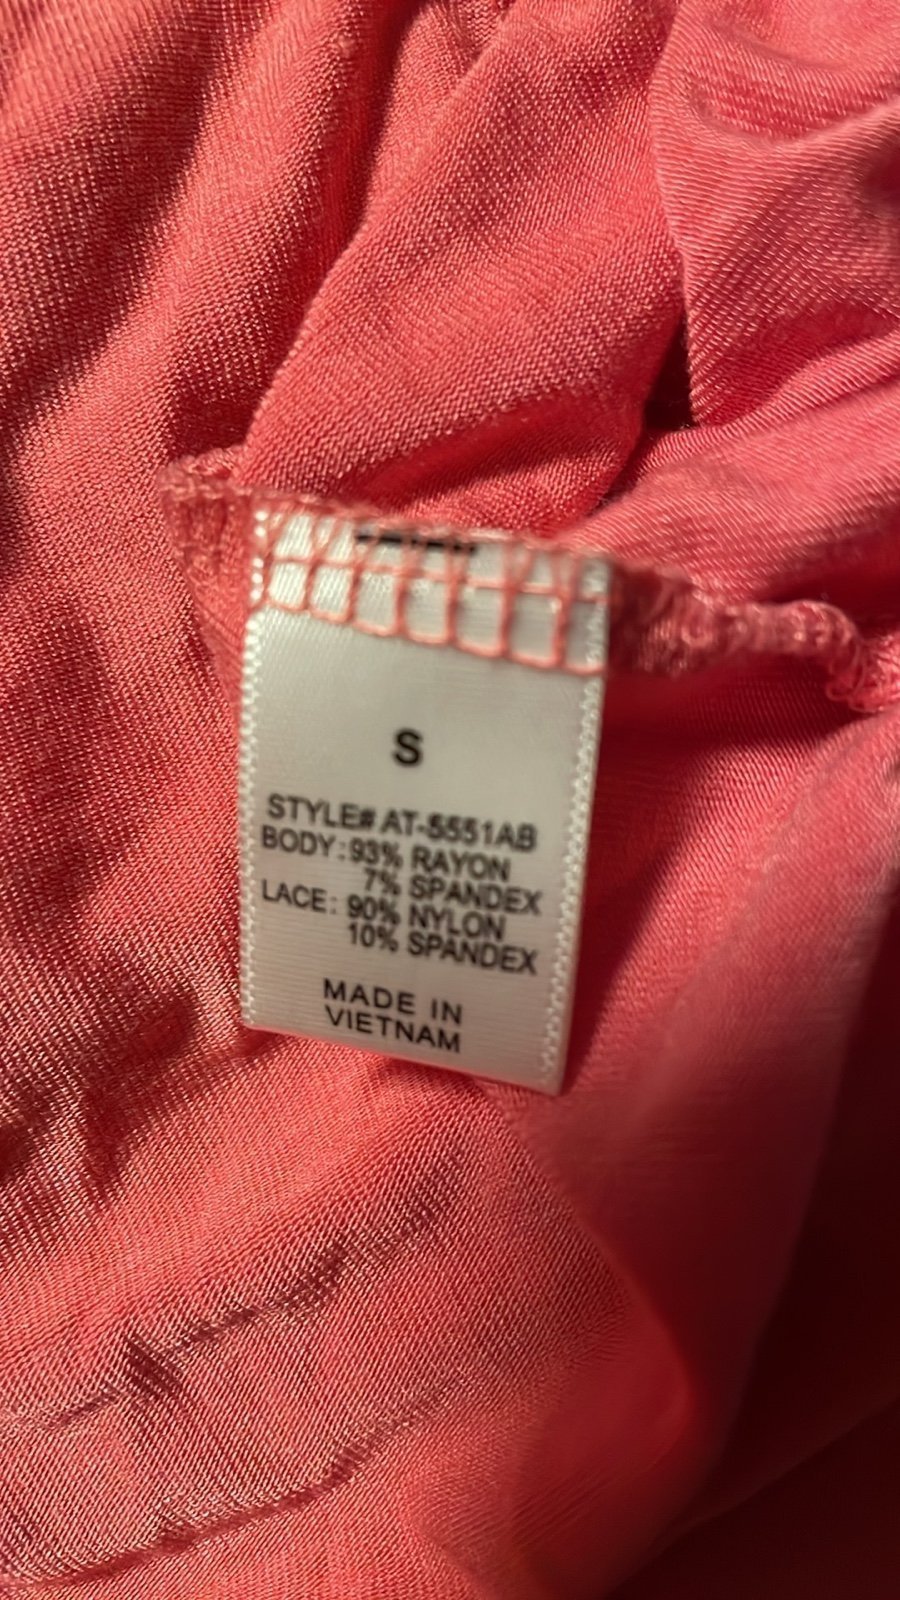 S
STYLE# AT-5551AB
BODY: 93% RAYON
7% SPANDEX
LACE: 90% NYLON
10% SPANDEX
MADE IN
VIETNAM